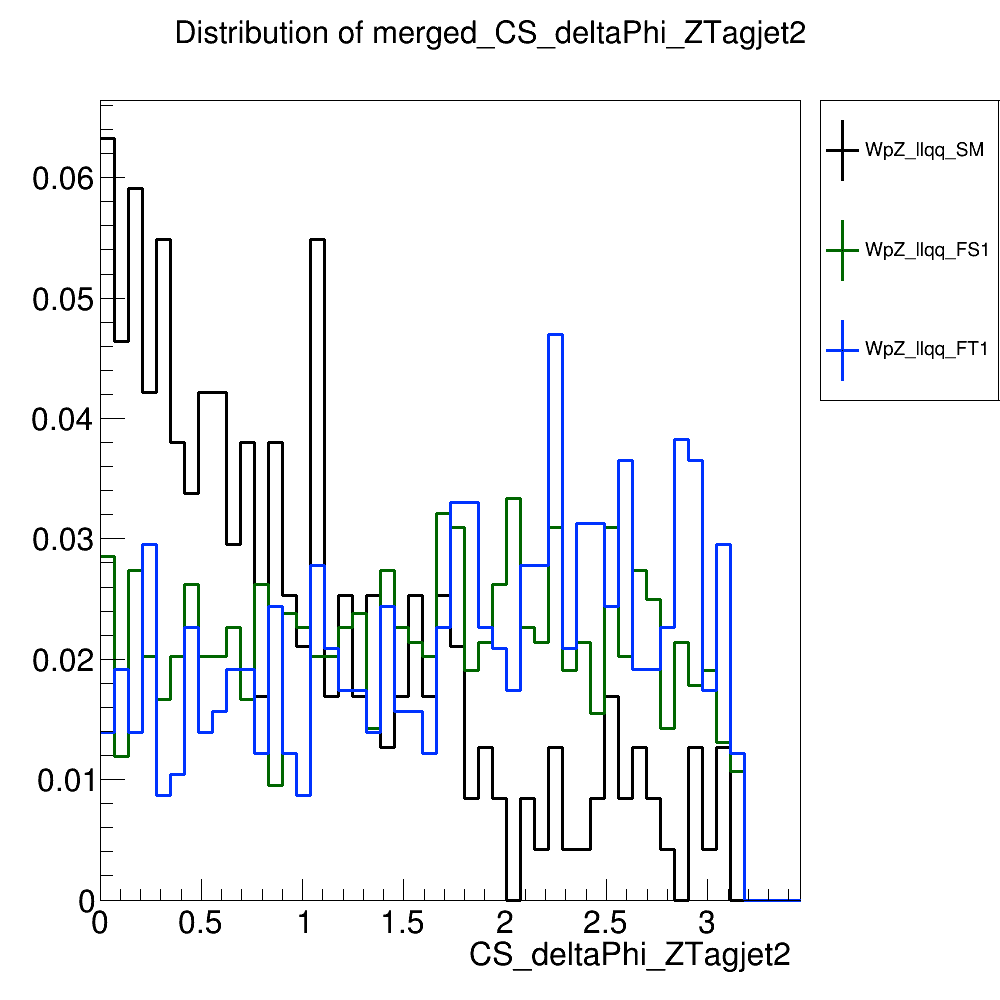 Distribution of merged_CS_deltaPhi_ZTagjet2
WpZ_llqq_SM
WpZ_llqq_FS1
WpZ_llqq_FT1
0.06
0.05
0.04
0.03
0.02
0.01
0
0 0.5 1 1.5 2 2.5 3
CS_deltaPhi_ZTagjet2